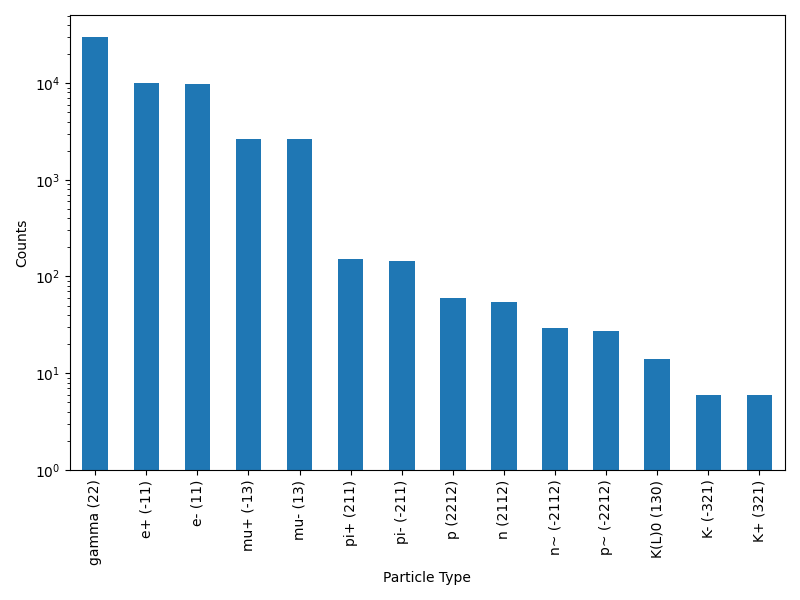 Counts
10^4
10^3
10^2
10^1
10^0
gamma (22)
e+ (-11)
e- (11)
mu+ (-13)
mu- (13)
pi+ (211)
pi- (-211)
p (2212)
n (2112)
n~ (-2112)
p~ (-2212)
K(L)0 (130)
K- (-321)
K+ (321)
Particle Type